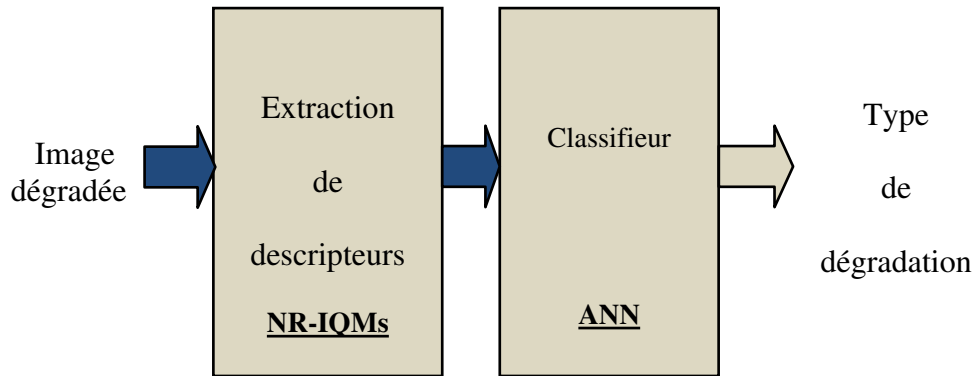 Image
dégradée
Extraction
de
descripteurs
NR-IQMs
Classifieur
ANN
Type
de
dégradation